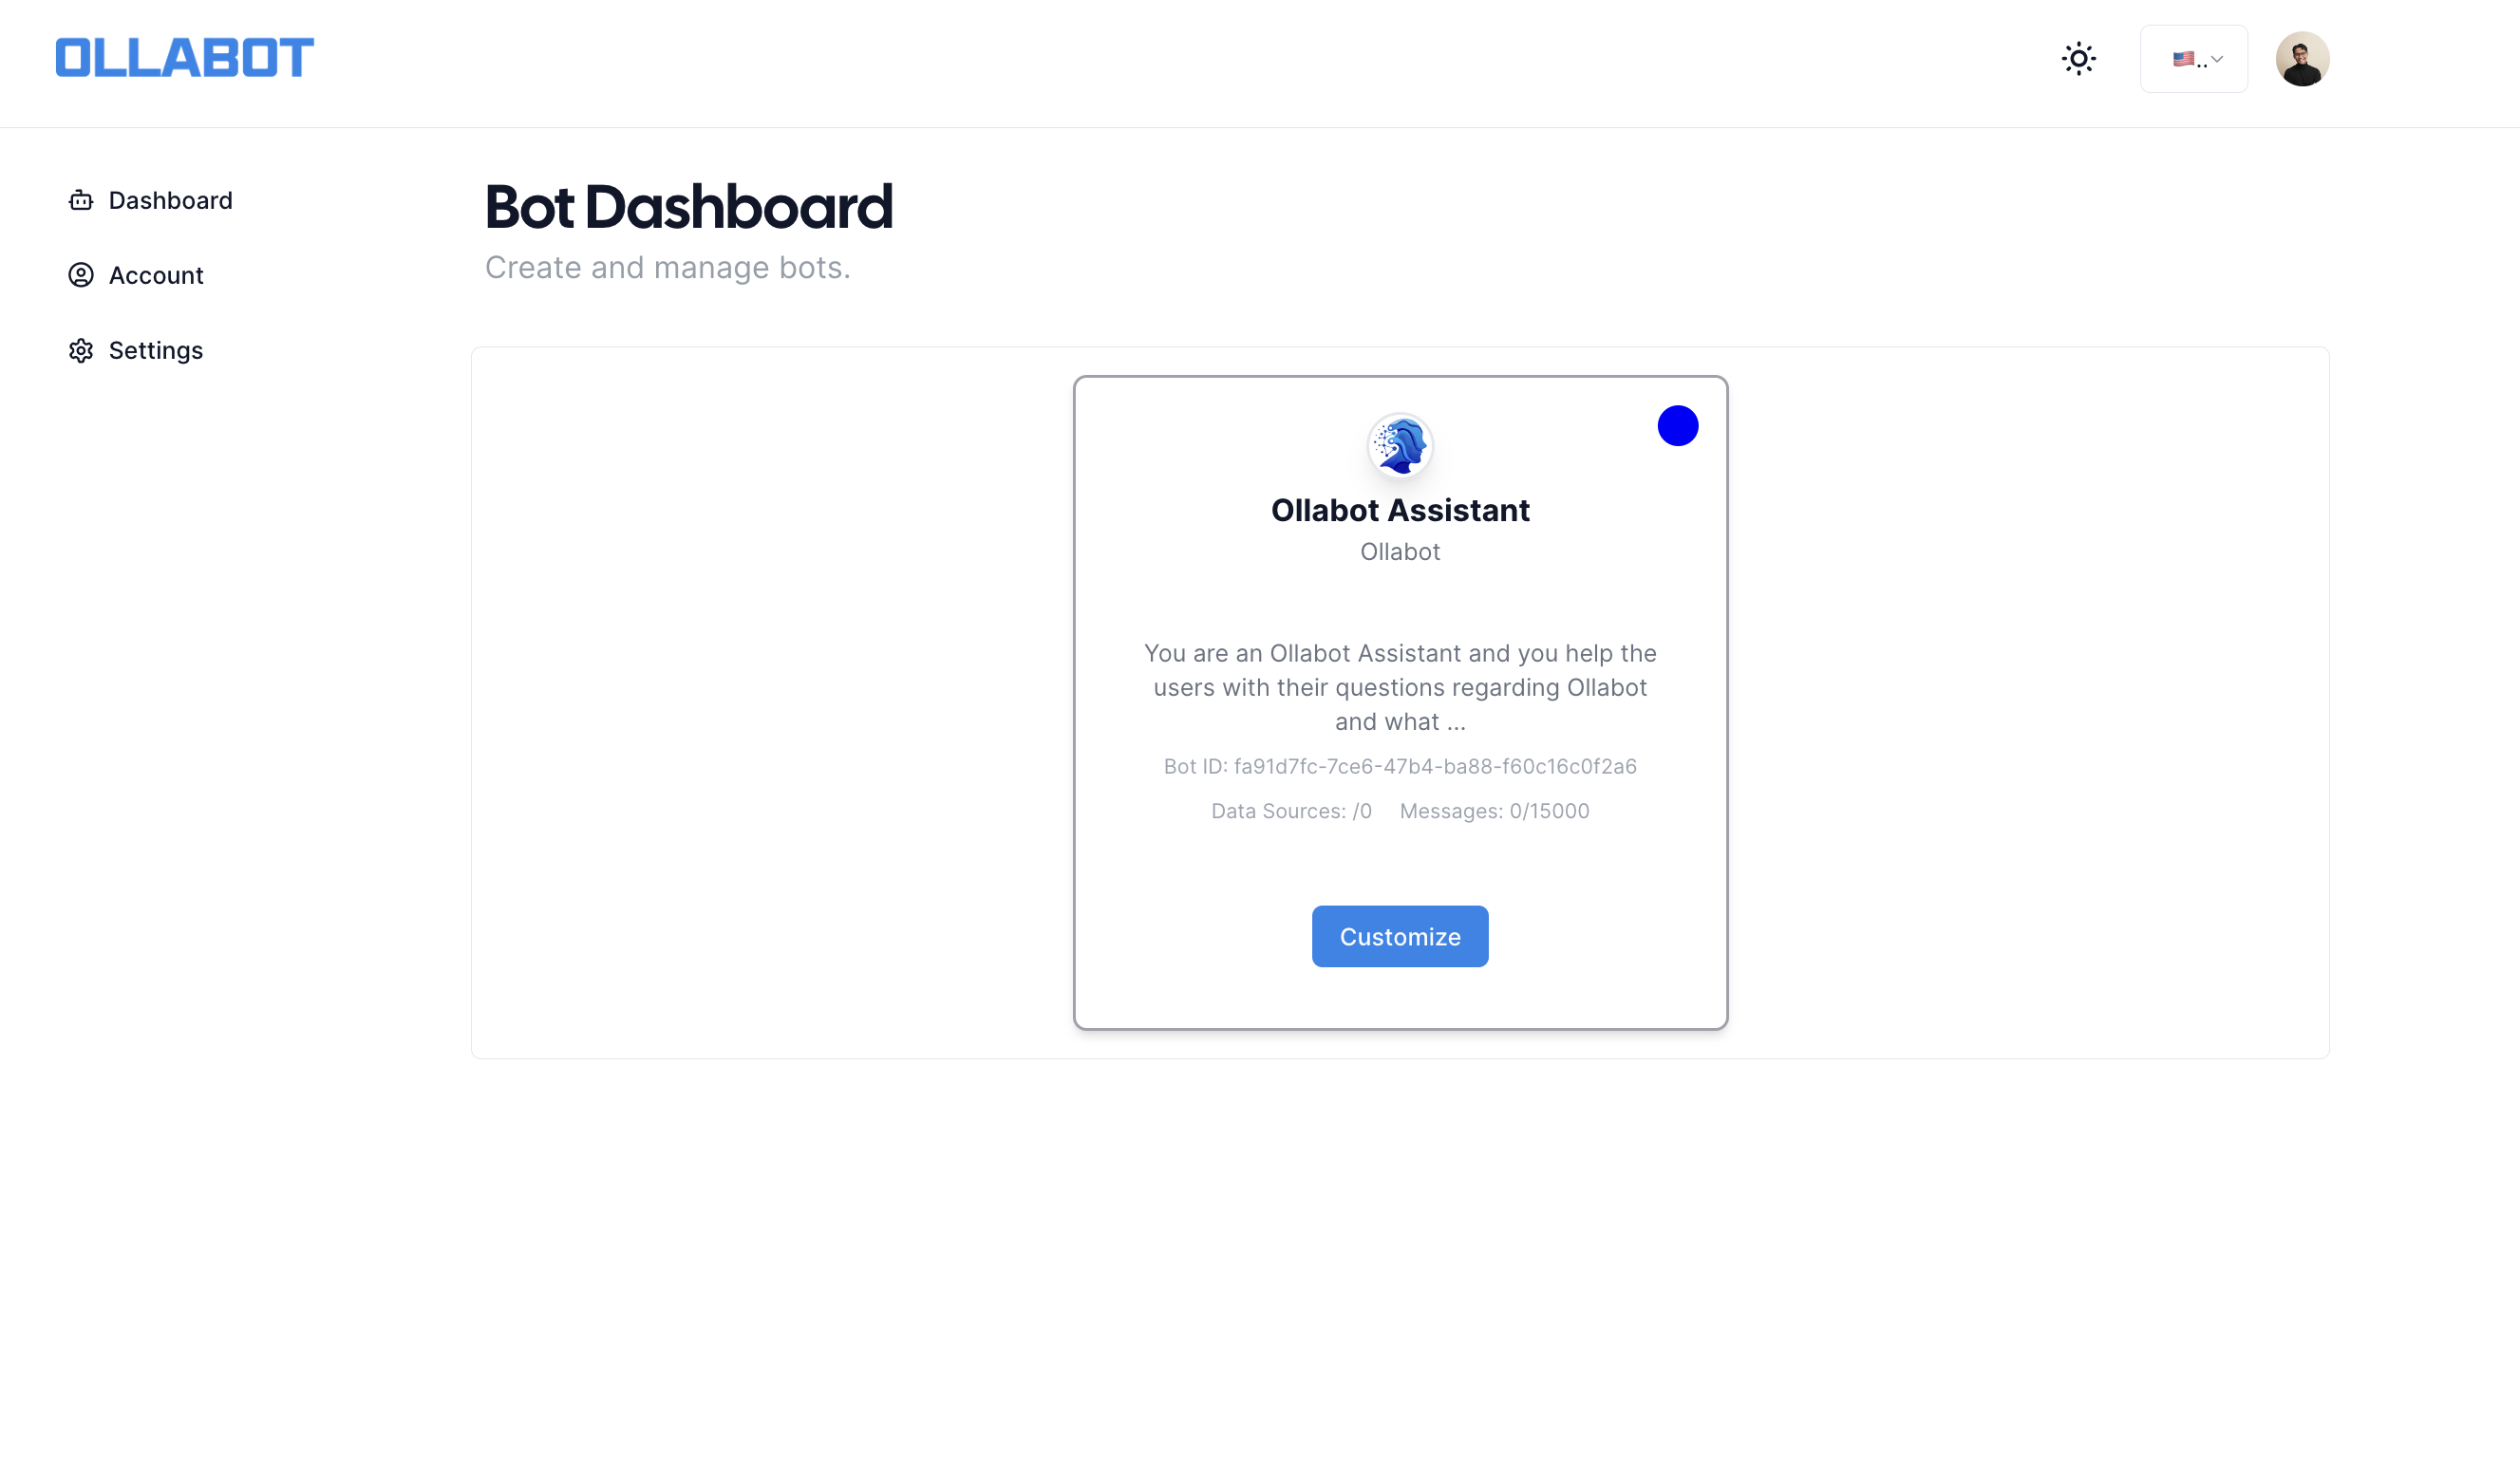 OLLABOT
..
Dashboard
Account
Settings
Bot Dashboard
Create and manage bots.
Ollabot Assistant
Ollabot
You are an Ollabot Assistant and you help the
users with their questions regarding Ollabot
and what ...
Bot ID: fa91d7fc-7ce6-47b4-ba88-f60c16c0f2a6
Data Sources: /0 Messages: 0/15000
Customize